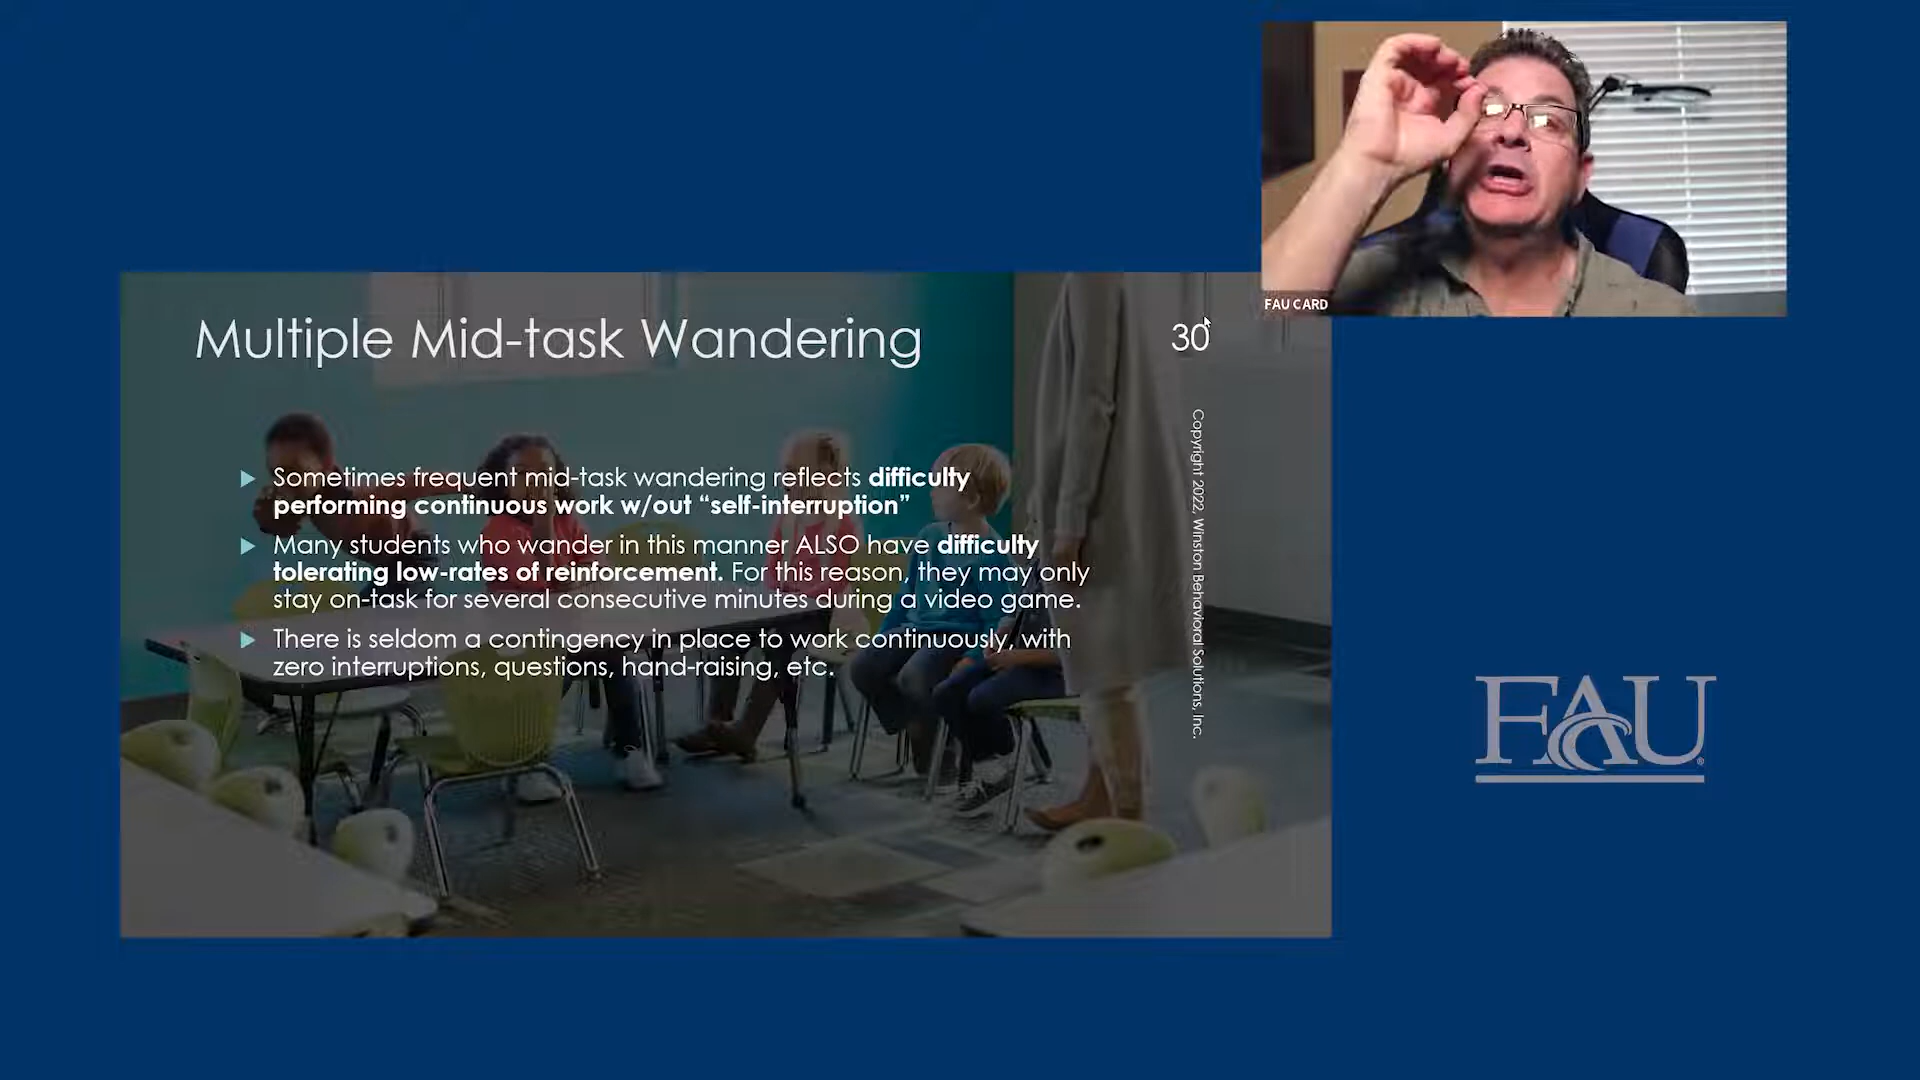 FAU CARD
Multiple Mid-task Wandering
30
Sometimes frequent mid-task wandering reflects difficulty
performing continuous work w/out “self-interruption”
Many students who wander in this manner ALSO have difficulty
tolerating low-rates of reinforcement. For this reason, they may only
stay on-task for several consecutive minutes during a video game.
There is seldom a contingency in place to work continuously, with
zero interruptions, questions, hand-raising, etc.
Copyright 2022, Winston Behavioral Solutions, Inc.
FAU®